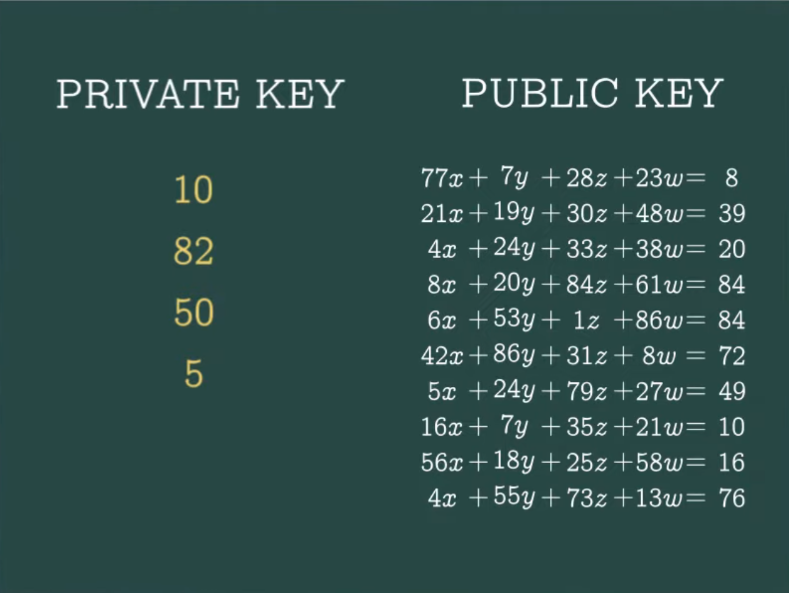 PRIVATE KEY
10
82
50
5
PUBLIC KEY
77x + 7y + 28z + 23w = 8
21x + 19y + 30z + 48w = 39
4x + 24y + 33z + 38w = 20
8x + 20y + 84z + 61w = 84
6x + 53y + 1z + 86w = 84
42x + 86y + 31z + 8w = 72
5x + 24y + 79z + 27w = 49
16x + 7y + 35z + 21w = 10
56x + 18y + 25z + 58w = 16
4x + 55y + 73z + 13w = 76